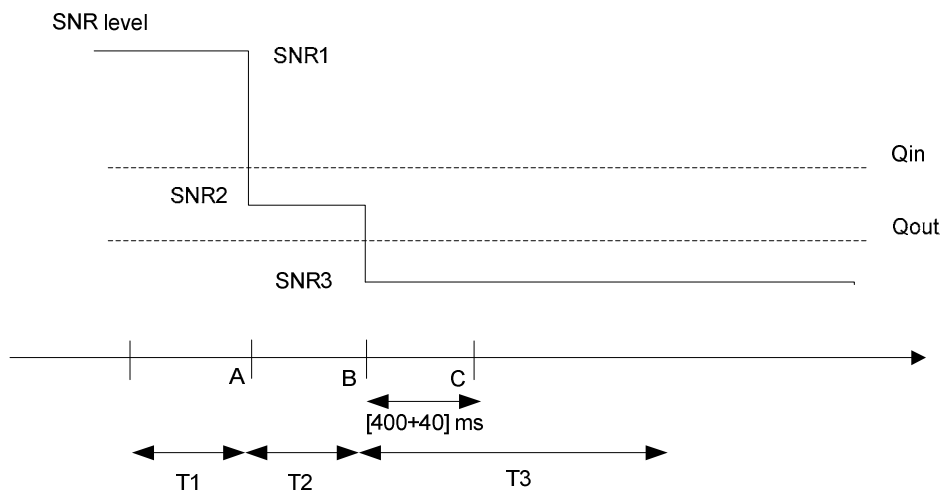 SNR level
SNR1
Qin
SNR2
Qout
SNR3
A
B
C
[400+40] ms
T1
T2
T3